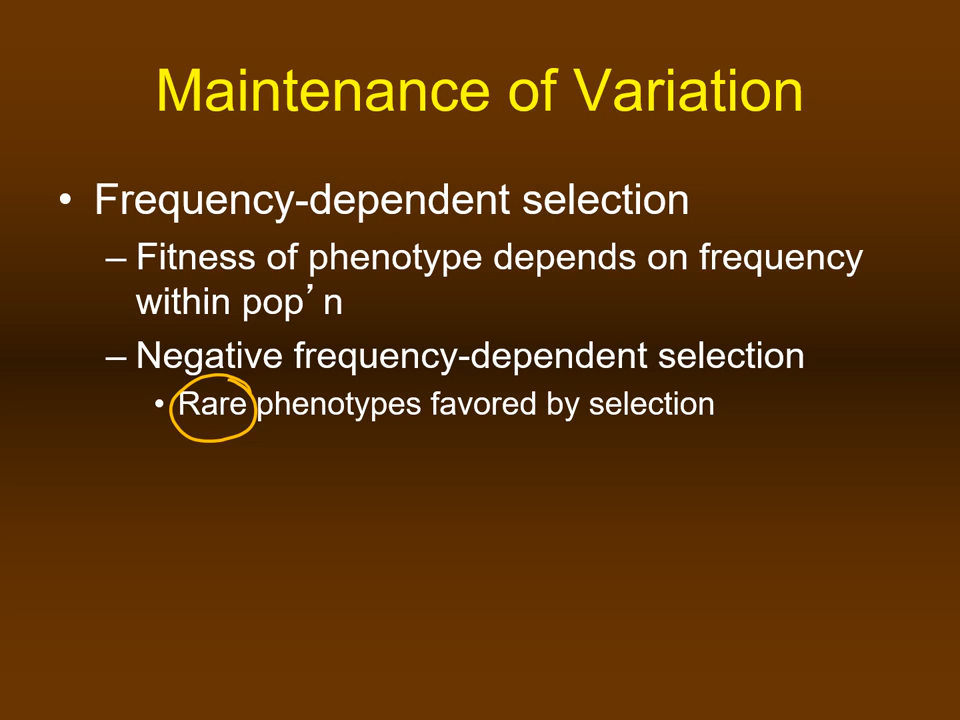 Maintenance of Variation
• Frequency-dependent selection
– Fitness of phenotype depends on frequency
within pop’n
– Negative frequency-dependent selection
• Rare phenotypes favored by selection